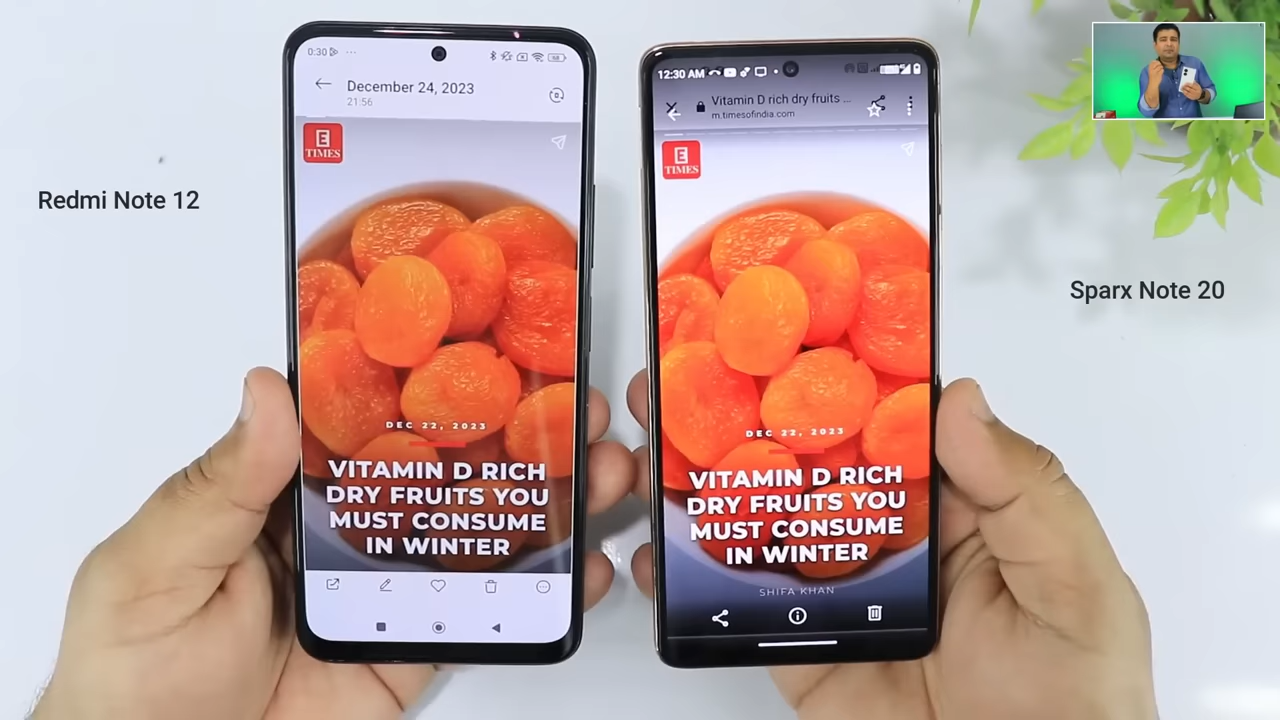 Redmi Note 12
0:30
December 24, 2023
21:56
E
TIMES
DEC 22, 2023
VITAMIN D RICH
DRY FRUITS YOU
MUST CONSUME
IN WINTER
12:30 AM
Vitamin D rich dry fruits ...
m.timesofindia.com
E
TIMES
DEC 22, 2023
VITAMIN D RICH
DRY FRUITS YOU
MUST CONSUME
IN WINTER
SHIFA KHAN
Sparx Note 20